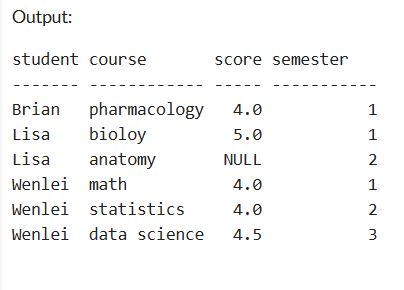 Output:
student course       score semester
------- ------------ ----- -----------
Brian   pharmacology   4.0           1
Lisa    bioloy         5.0           1
Lisa    anatomy       NULL           2
Wenlei  math           4.0           1
Wenlei  statistics     4.0           2
Wenlei  data science   4.5           3